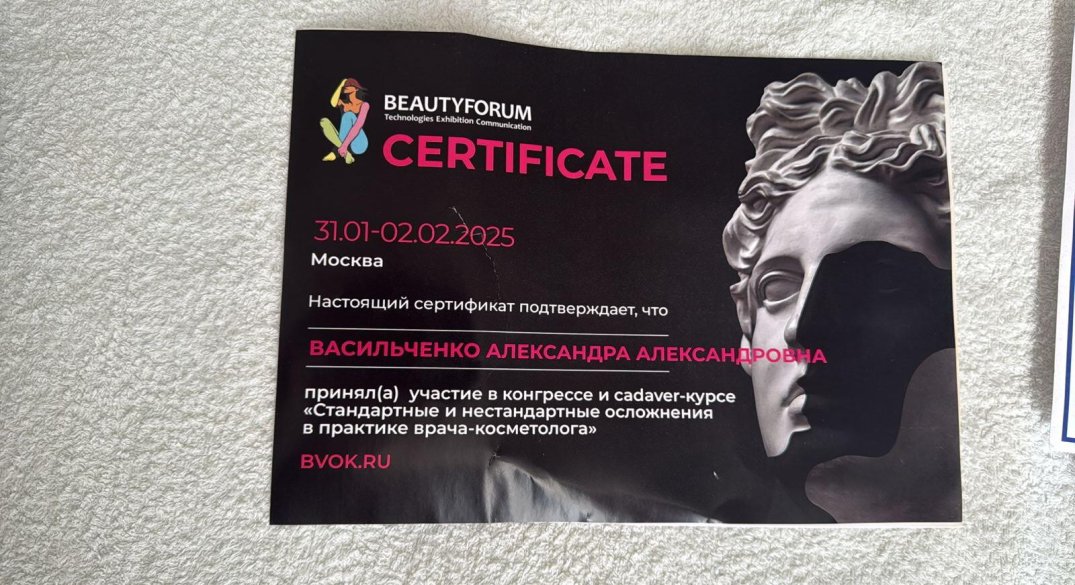 BEAUTYFORUM
Technologies Exhibition Communication
CERTIFICATE
31.01-02.02.2025
Москва
Настоящий сертификат подтверждает, что
ВАСИЛЬЧЕНКО АЛЕКСАНДРА АЛЕКСАНДРОВНА
принял(а) участие в конгрессе и cadaver-курсе
«Стандартные и нестандартные осложнения
в практике врача-косметолога»
BVOK.RU